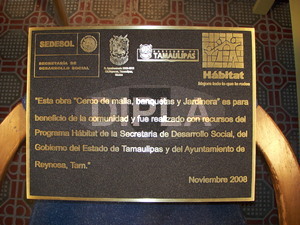 SEDESOL
SECRETARÍA DE
DESARROLLO SOCIAL
TAMAULIPAS
Hábitat
"Esta obra "Cerco de malla, banquetas y Jardinera" es para
beneficio de la comunidad y fue realizado con recursos del
Programa Hábitat de la Secretaria de Desarrollo Social, del
Gobierno del Estado de Tamaulipas y del Ayuntamiento de
Reynosa, Tam."
Noviembre 2008